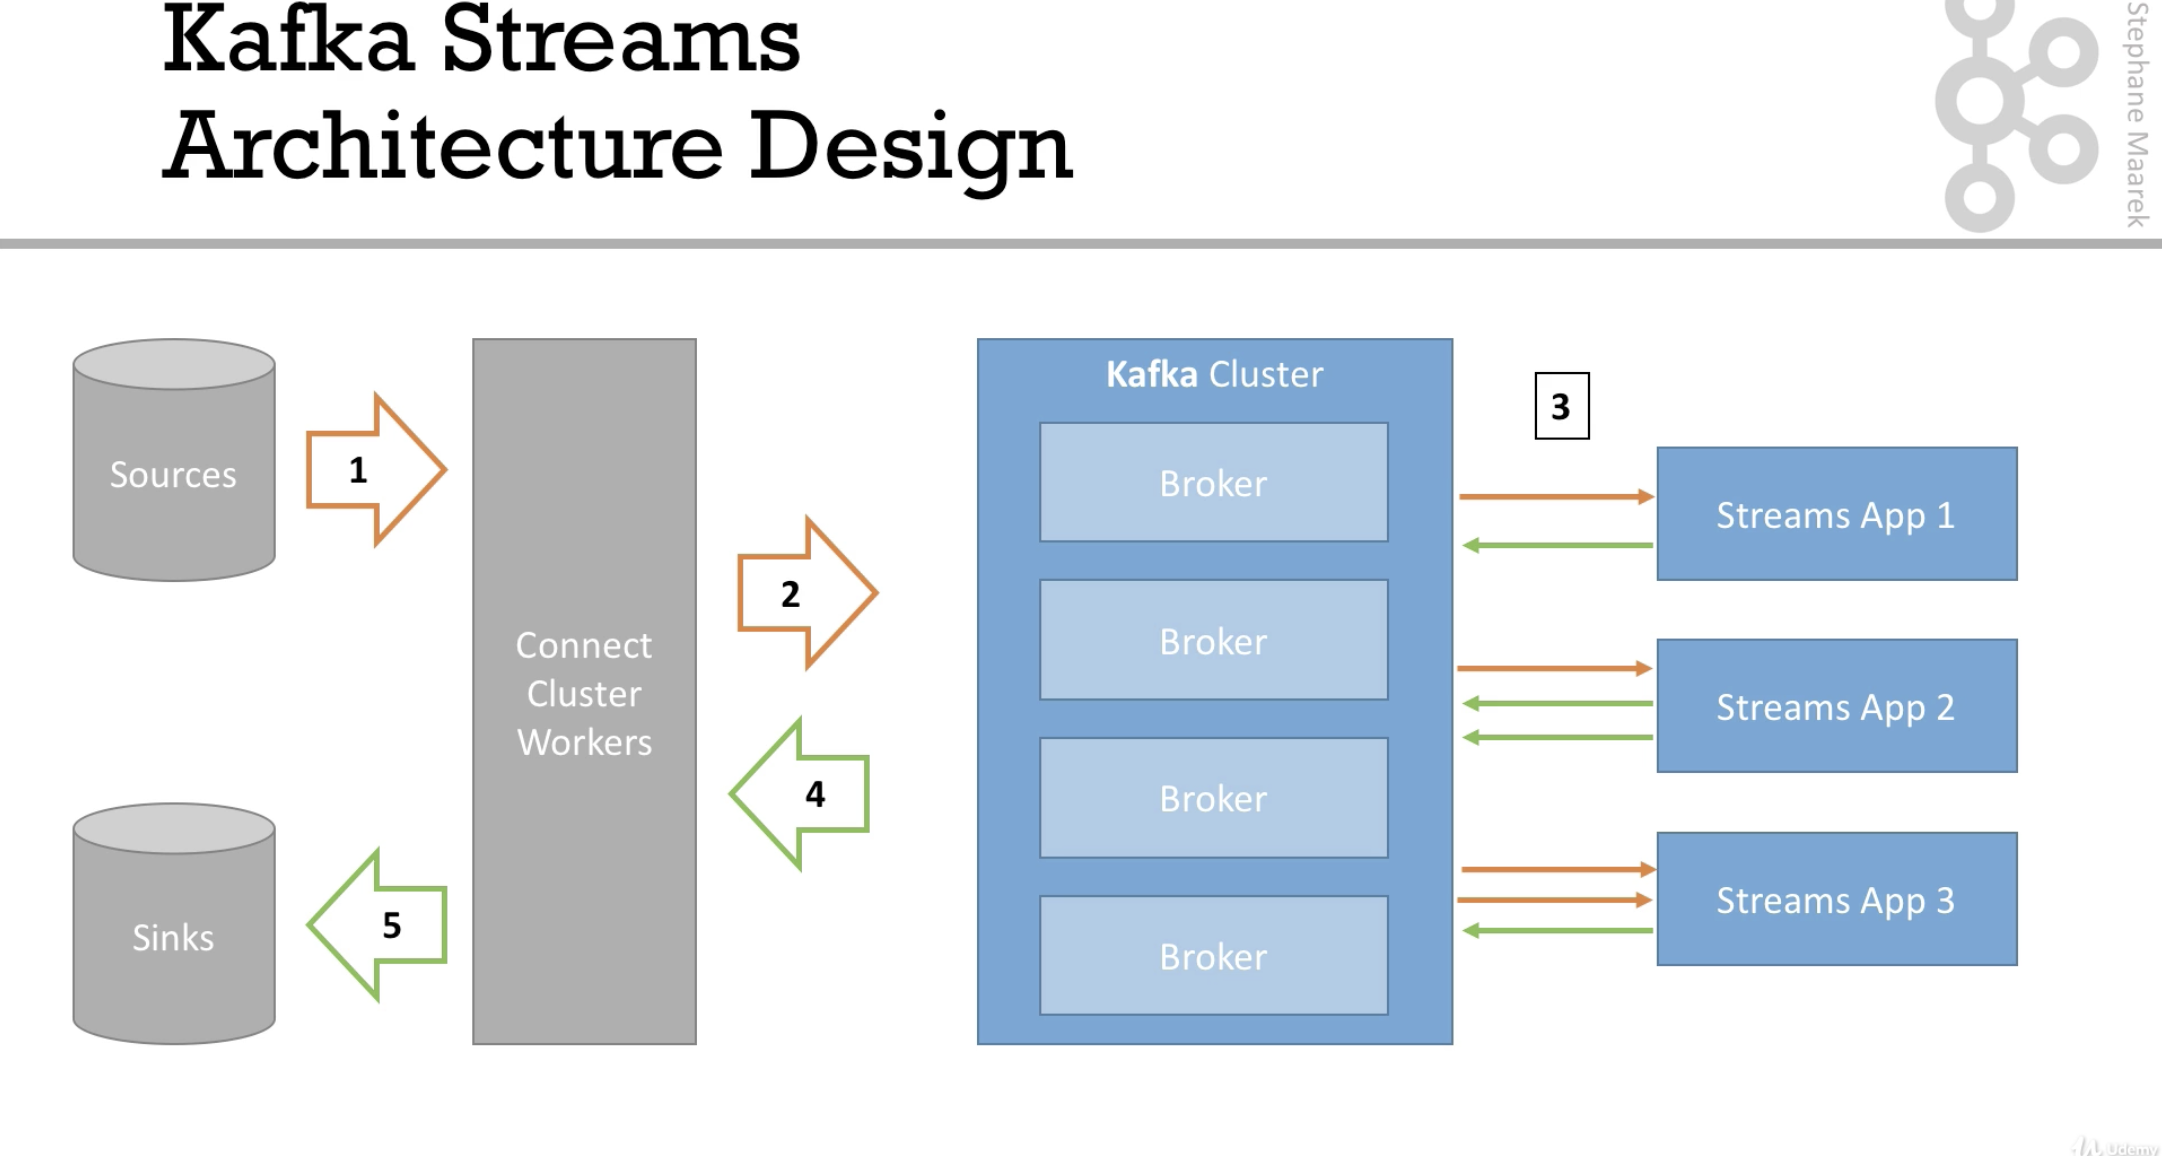 Kafka Streams
Architecture Design
Stephane Maarek
Sources
1
Connect
Cluster
Workers
2
Kafka Cluster
Broker
Broker
Broker
Broker
3
Streams App 1
Streams App 2
Streams App 3
4
5
Sinks
Udemy